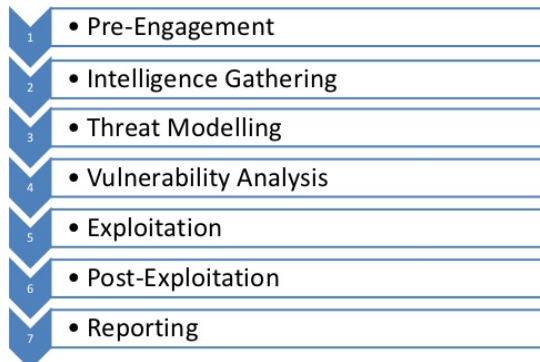 1 • Pre-Engagement
2 • Intelligence Gathering
3 • Threat Modelling
4 • Vulnerability Analysis
5 • Exploitation
6 • Post-Exploitation
7 • Reporting